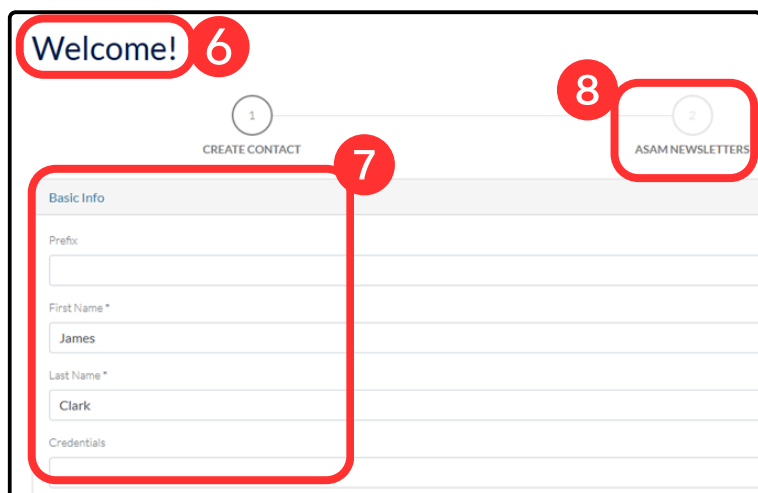 Welcome! 6
8
1 2
CREATE CONTACT ASAM NEWSLETTERS
7
Basic Info
Prefix
First Name *
James
Last Name *
Clark
Credentials